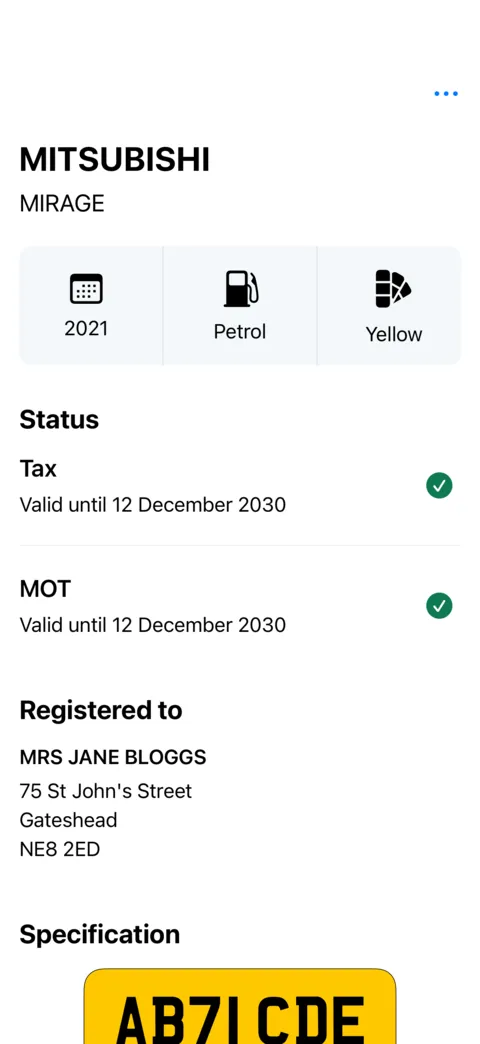 MITSUBISHI
MIRAGE
2021
Petrol
Yellow
Status
Tax
Valid until 12 December 2030
MOT
Valid until 12 December 2030
Registered to
MRS JANE BLOGGS
75 St John's Street
Gateshead
NE8 2ED
Specification
AB71 CDE